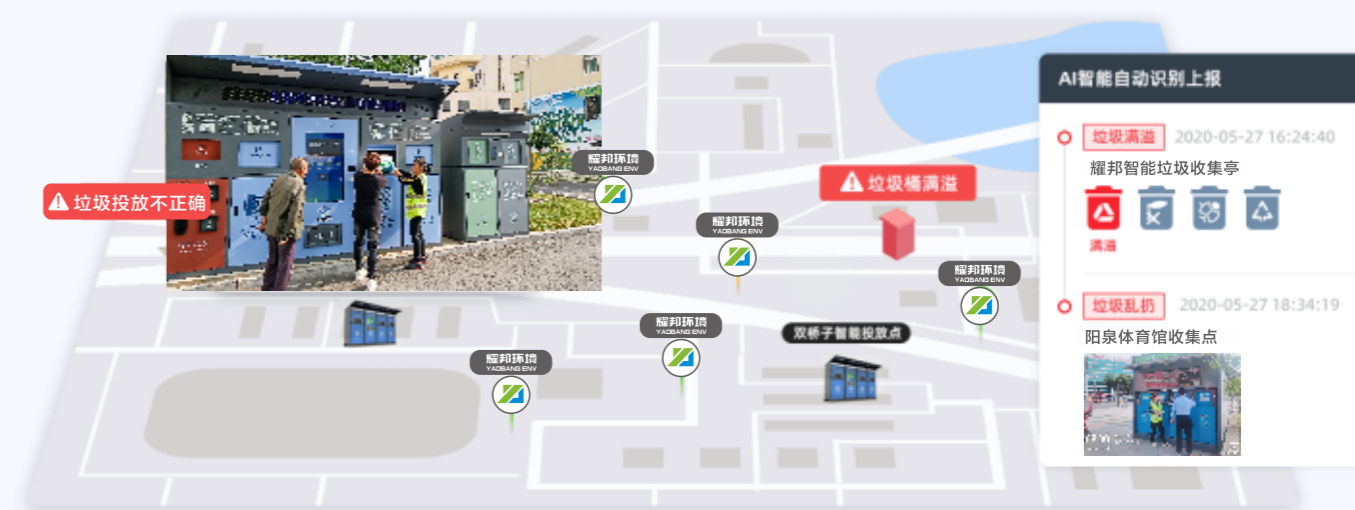 AI智能自动识别上报
垃圾满溢 2020-05-27 16:24:40
耀邦智能垃圾收集亭
满溢
垃圾乱扔 2020-05-27 18:34:19
阳泉体育馆收集点
垃圾投放不正确
耀邦环境
YAOBANG ENV
垃圾桶满溢
耀邦环境
YAOBANG ENV
耀邦环境
YAOBANG ENV
耀邦环境
YAOBANG ENV
双桥子智能投放点
耀邦环境
YAOBANG ENV